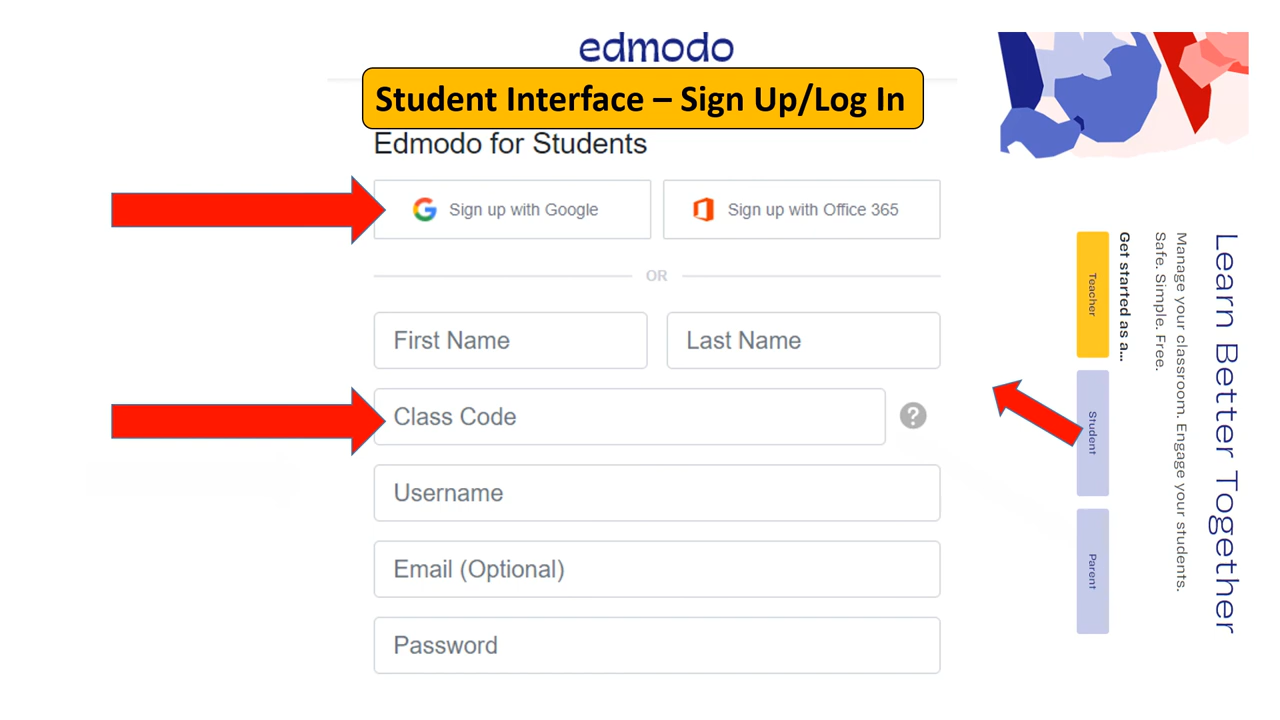 edmodo
Student Interface – Sign Up/Log In
Edmodo for Students
Sign up with Google
Sign up with Office 365
OR
First Name
Last Name
Class Code
?
Username
Email (Optional)
Password
Learn Better Together
Manage your classroom. Engage your students.
Safe. Simple. Free.
Get started as a...
Teacher
Student
Parent